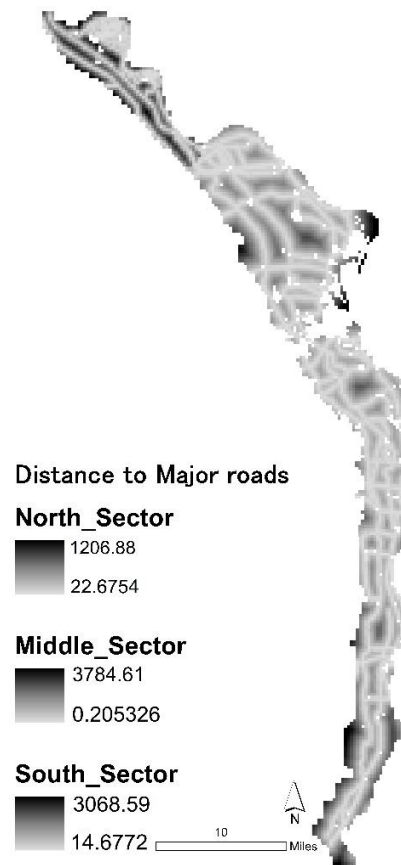 Distance to Major roads
North_Sector
1206.88
22.6754
Middle_Sector
3784.61
0.205326
South_Sector
3068.59
14.6772
10
Miles
N